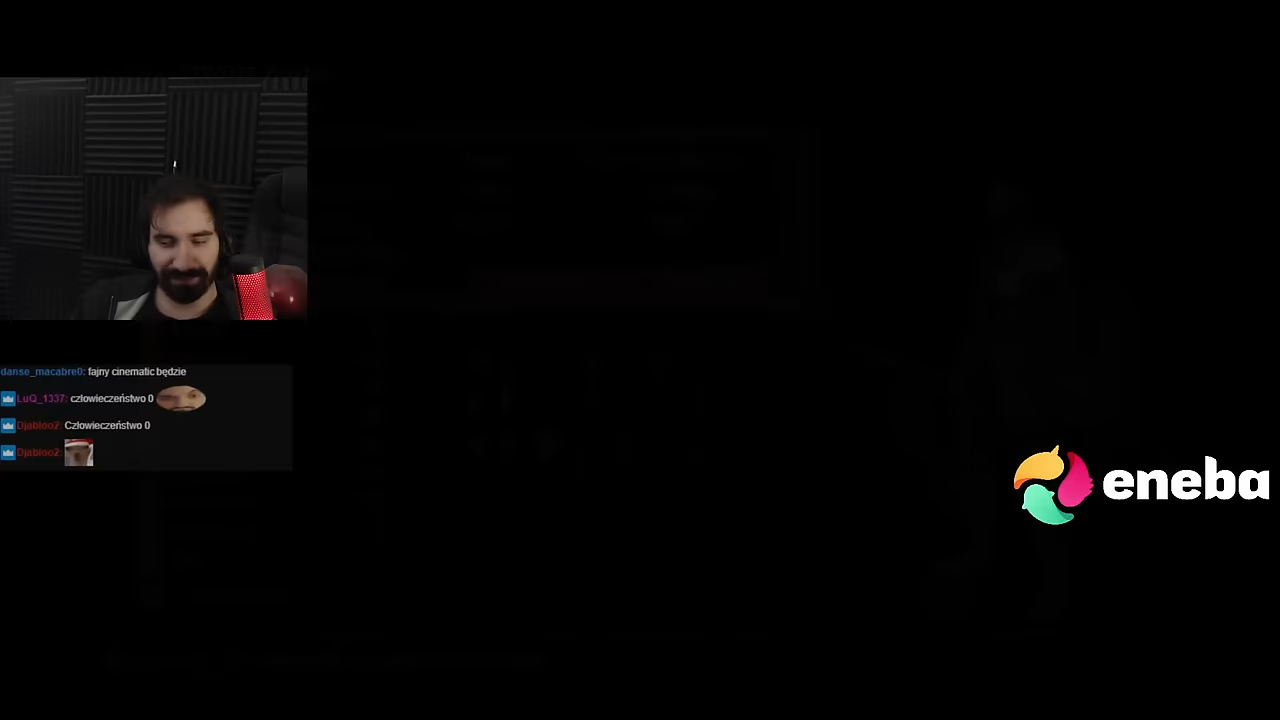 danse_macabre0: fajny cinematic będzie
LuQ_1337: człowieczeństwo 0
Djabloo2: Człowieczeństwo 0
Djabloo2:
eneba